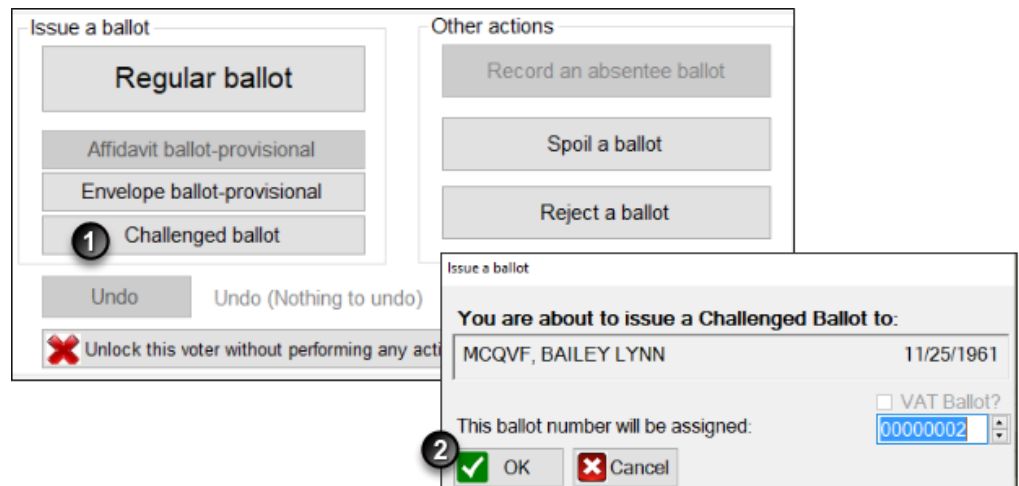 Issue a ballot
Regular ballot
Affidavit ballot-provisional
Envelope ballot-provisional
1 Challenged ballot
Undo Undo (Nothing to undo)
Unlock this voter without performing any acti
Other actions
Record an absentee ballot
Spoil a ballot
Reject a ballot
Issue a ballot
You are about to issue a Challenged Ballot to:
MCQVF, BAILEY LYNN 11/25/1961
VAT Ballot?
This ballot number will be assigned: 00000002
2 OK Cancel